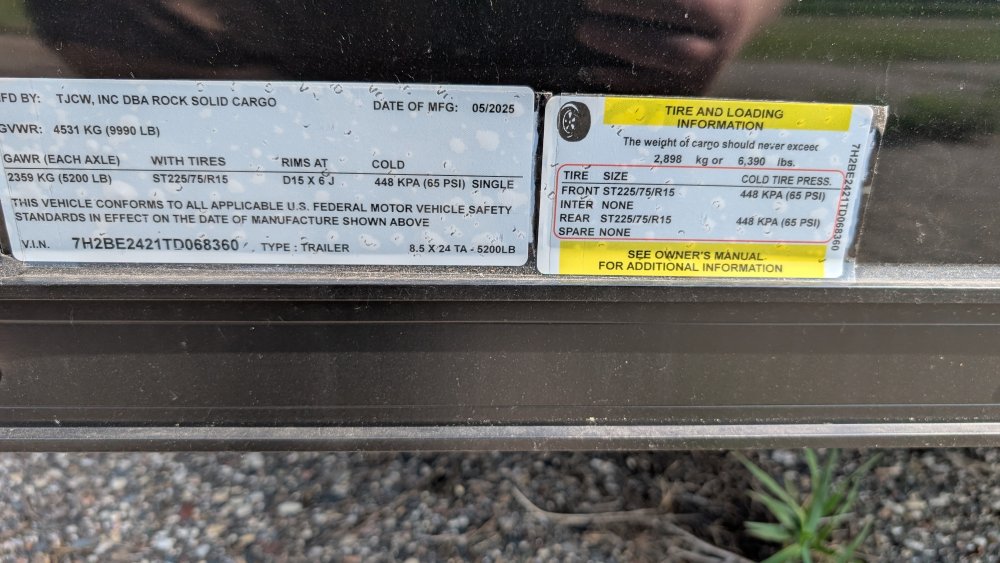 FD BY: TJCW, INC DBA ROCK SOLID CARGO DATE OF MFG: 05/2025
GVWR: 4531 KG (9990 LB)
GAWR (EACH AXLE) WITH TIRES RIMS AT COLD
2359 KG (5200 LB) ST225/75/R15 D15 X 6 J 448 KPA (65 PSI) SINGLE
THIS VEHICLE CONFORMS TO ALL APPLICABLE U.S. FEDERAL MOTOR VEHICLE SAFETY
STANDARDS IN EFFECT ON THE DATE OF MANUFACTURE SHOWN ABOVE
V.I.N. 7H2BE2421TD068360 TYPE: TRAILER 8.5 X 24 TA - 5200LB
TIRE AND LOADING
INFORMATION
The weight of cargo should never exceed
2,898 kg or 6,390 lbs.
TIRE SIZE COLD TIRE PRESS.
FRONT ST225/75/R15 448 KPA (65 PSI)
INTER NONE
REAR ST225/75/R15 448 KPA (65 PSI)
SPARE NONE
SEE OWNER'S MANUAL
FOR ADDITIONAL INFORMATION
7H2BE2421TD068360